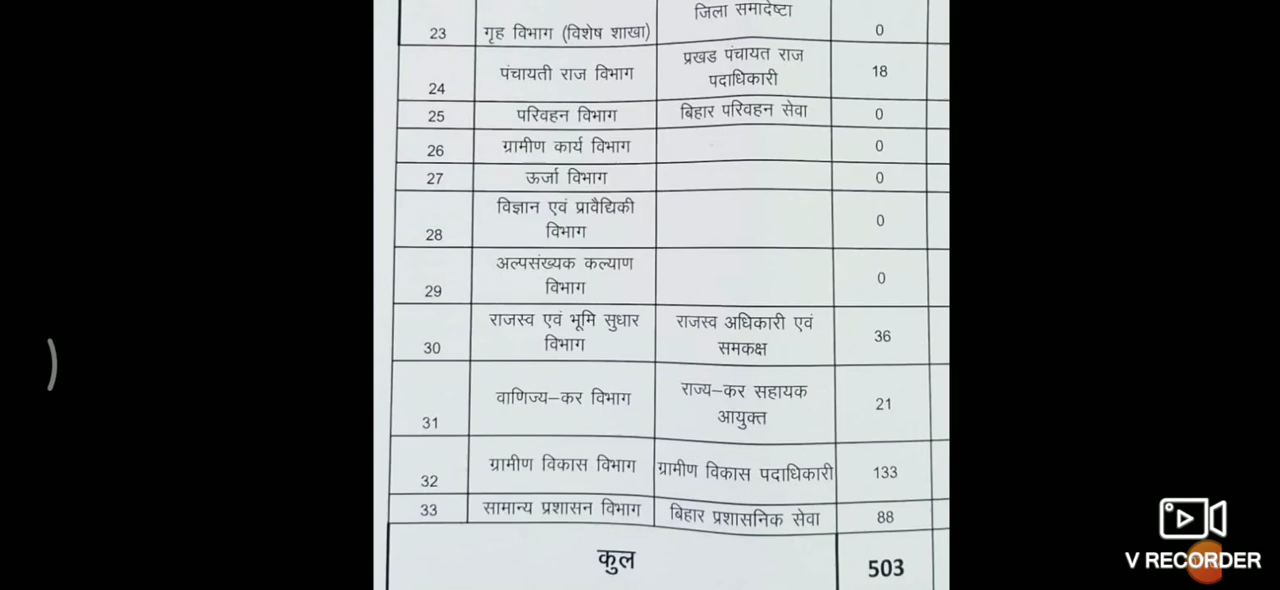 जिला समादेष्टा
23 गृह विभाग (विशेष शाखा) 0
प्रखड पंचायत राज
24 पंचायती राज विभाग पदाधिकारी 18
25 परिवहन विभाग बिहार परिवहन सेवा 0
26 ग्रामीण कार्य विभाग 0
27 ऊर्जा विभाग 0
विज्ञान एवं प्रावैद्यिकी
28 विभाग 0
अल्पसंख्यक कल्याण
29 विभाग 0
राजस्व एवं भूमि सुधार राजस्व अधिकारी एवं
30 विभाग समकक्ष 36
राज्य–कर सहायक
31 वाणिज्य–कर विभाग आयुक्त 21
32 ग्रामीण विकास विभाग ग्रामीण विकास पदाधिकारी 133
33 सामान्य प्रशासन विभाग बिहार प्रशासनिक सेवा 88
कुल 503
V RECORDER